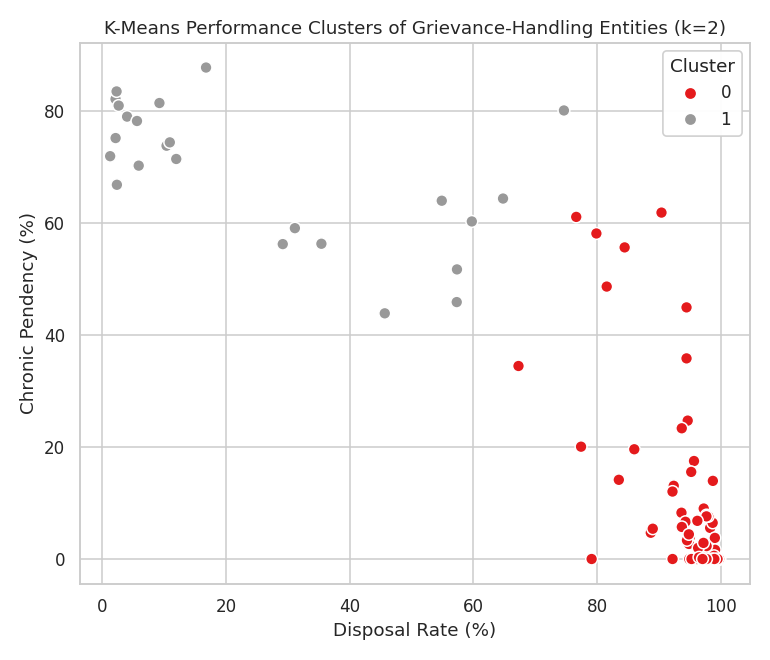 K-Means Performance Clusters of Grievance-Handling Entities (k=2)
Cluster
0
1
Chronic Pendency (%)
80
60
40
20
0
0 20 40 60 80 100
Disposal Rate (%)